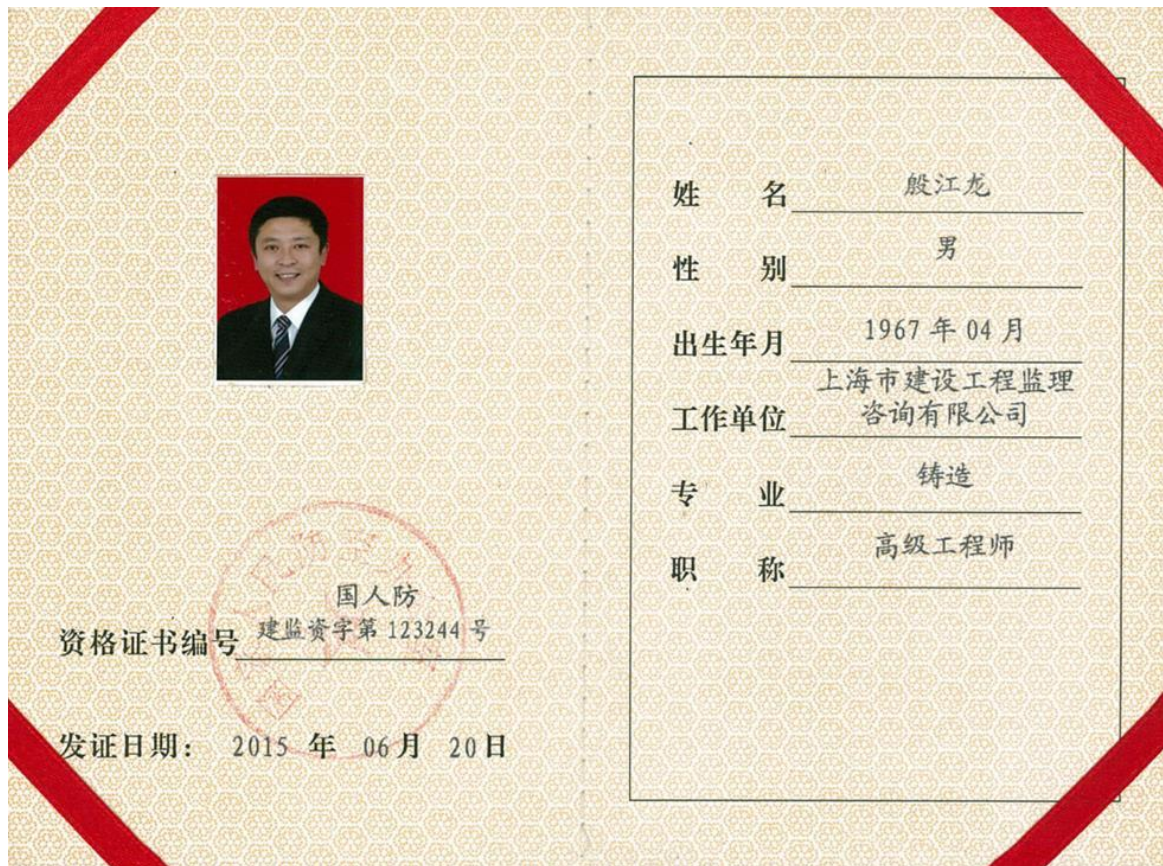 姓名 殷江龙
性别 男
出生年月 1967 年 04 月
工作单位 上海市建设工程监理
咨询有限公司
专业 铸造
职称 高级工程师
国人防
资格证书编号 建监资字第 123244 号
发证日期: 2015 年 06 月 20 日